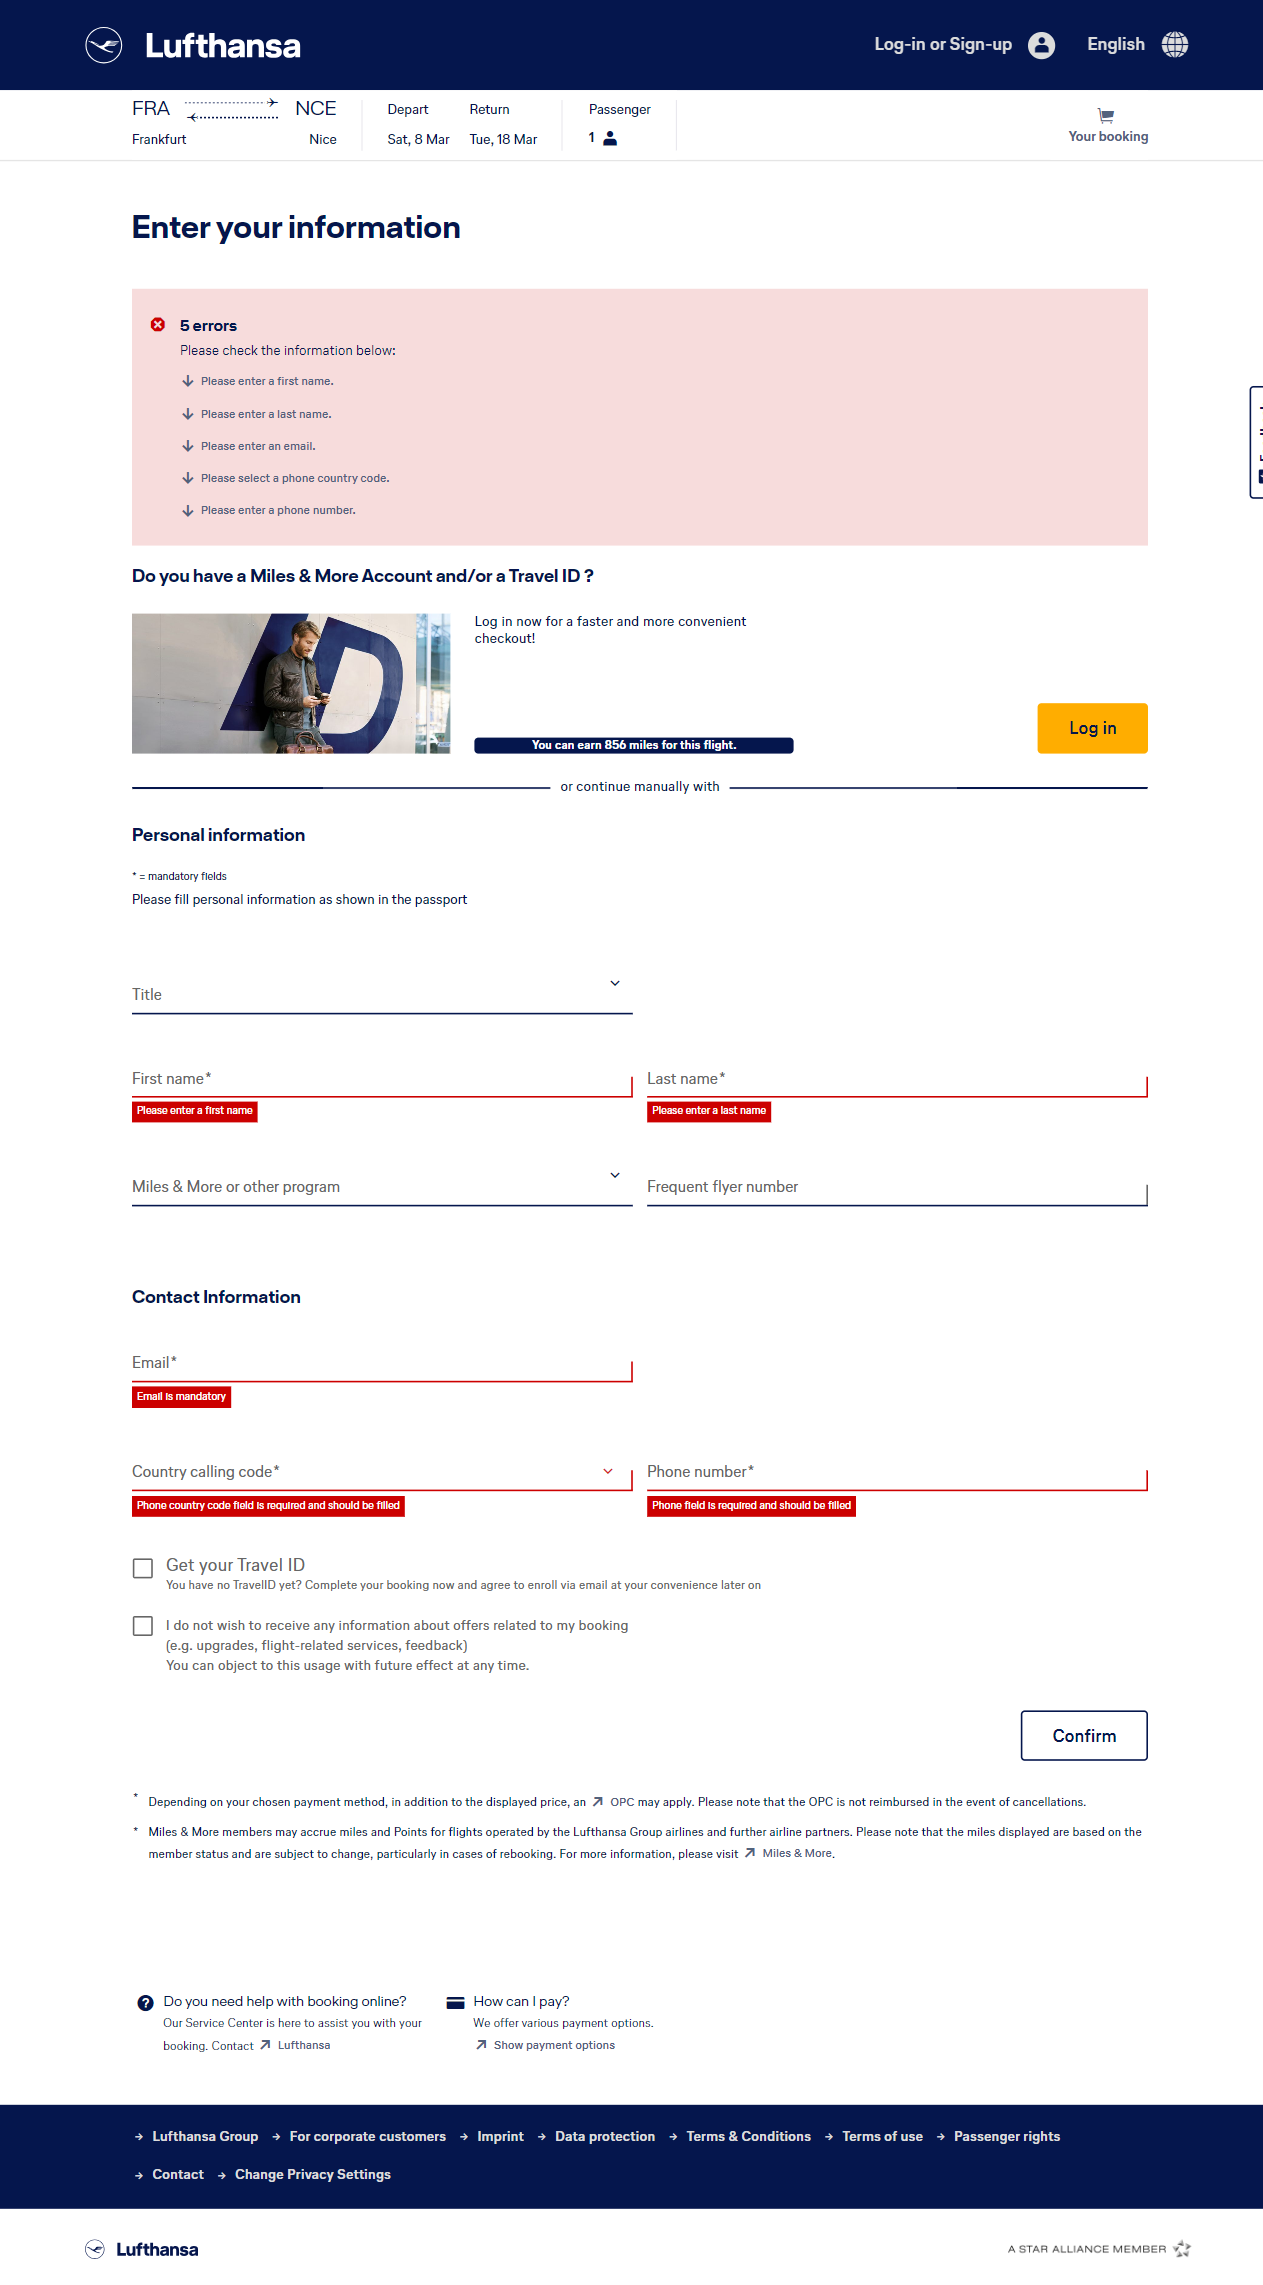 Lufthansa
Log-in or Sign-up
English
FRA
NCE
Frankfurt
Nice
Depart
Return
Sat, 8 Mar
Tue, 18 Mar
Passenger
1
Your booking
Enter your information
5 errors
Please check the information below:
Please enter a first name.
Please enter a last name.
Please enter an email.
Please select a phone country code.
Please enter a phone number.
Do you have a Miles & More Account and/or a Travel ID ?
ID
Log in now for a faster and more convenient
checkout!
You can earn 856 miles for this flight.
Log in
or continue manually with
Personal information
* = mandatory fields
Please fill personal information as shown in the passport
Title
First name*
Last name*
Please enter a first name
Please enter a last name
Miles & More or other program
Frequent flyer number
Contact Information
Email*
Email is mandatory
Country calling code*
Phone number*
Phone country code field is required and should be filled
Phone field is required and should be filled
Get your Travel ID
You have no TravelID yet? Complete your booking now and agree to enroll via email at your convenience later on
I do not wish to receive any information about offers related to my booking
(e.g. upgrades, flight-related services, feedback)
You can object to this usage with future effect at any time.
Confirm
* Depending on your chosen payment method, in addition to the displayed price, an OPC may apply. Please note that the OPC is not reimbursed in the event of cancellations.
* Miles & More members may accrue miles and Points for flights operated by the Lufthansa Group airlines and further airline partners. Please note that the miles displayed are based on the
member status and are subject to change, particularly in cases of rebooking. For more information, please visit Miles & More.
Do you need help with booking online?
Our Service Center is here to assist you with your
booking. Contact Lufthansa
How can I pay?
We offer various payment options.
Show payment options
Lufthansa Group
For corporate customers
Imprint
Data protection
Terms & Conditions
Terms of use
Passenger rights
Contact
Change Privacy Settings
Lufthansa
A STAR ALLIANCE MEMBER